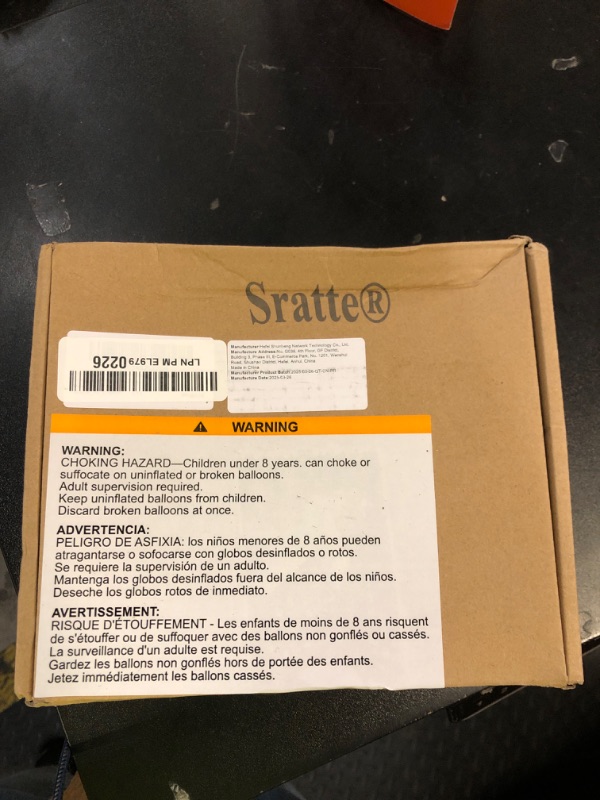 Sratte®
LPN PM EL979 0226
Manufacturer Address:
Made in China
⚠ WARNING
WARNING:
CHOKING HAZARD—Children under 8 years. can choke or
suffocate on uninflated or broken balloons.
Adult supervision required.
Keep uninflated balloons from children.
Discard broken balloons at once.
ADVERTENCIA:
PELIGRO DE ASFIXIA: los niños menores de 8 años pueden
atragantarse o sofocarse con globos desinflados o rotos.
Se requiere la supervisión de un adulto.
Mantenga los globos desinflados fuera del alcance de los niños.
Deseche los globos rotos de inmediato.
AVERTISSEMENT:
RISQUE D'ÉTOUFFEMENT - Les enfants de moins de 8 ans risquent
de s'étouffer ou de suffoquer avec des ballons non gonflés ou cassés.
La surveillance d'un adulte est requise.
Gardez les ballons non gonflés hors de portée des enfants.
Jetez immédiatement les ballons cassés.